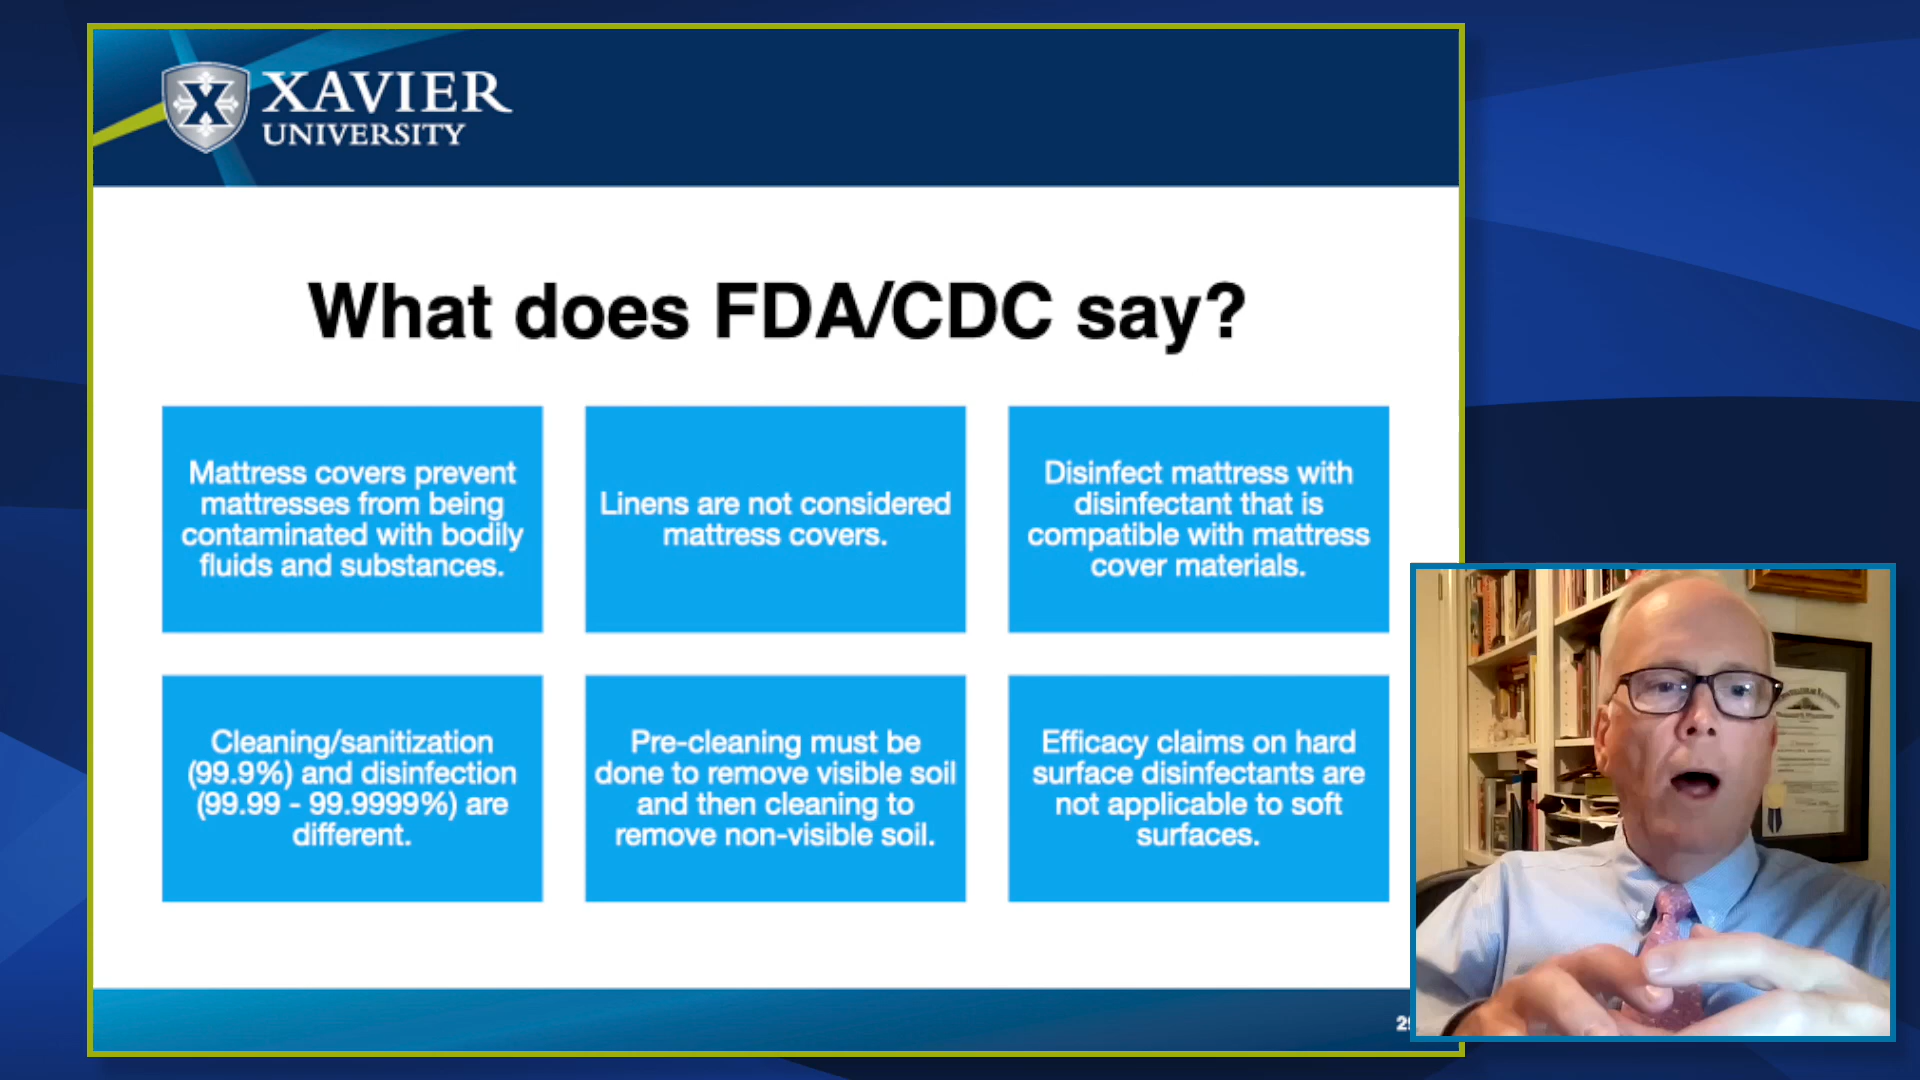 XAVIER
UNIVERSITY
What does FDA/CDC say?
Mattress covers prevent
mattresses from being
contaminated with bodily
fluids and substances.
Linens are not considered
mattress covers.
Disinfect mattress with
disinfectant that is
compatible with mattress
cover materials.
Cleaning/sanitization
(99.9%) and disinfection
(99.99 - 99.9999%) are
different.
Pre-cleaning must be
done to remove visible soil
and then cleaning to
remove non-visible soil.
Efficacy claims on hard
surface disinfectants are
not applicable to soft
surfaces.